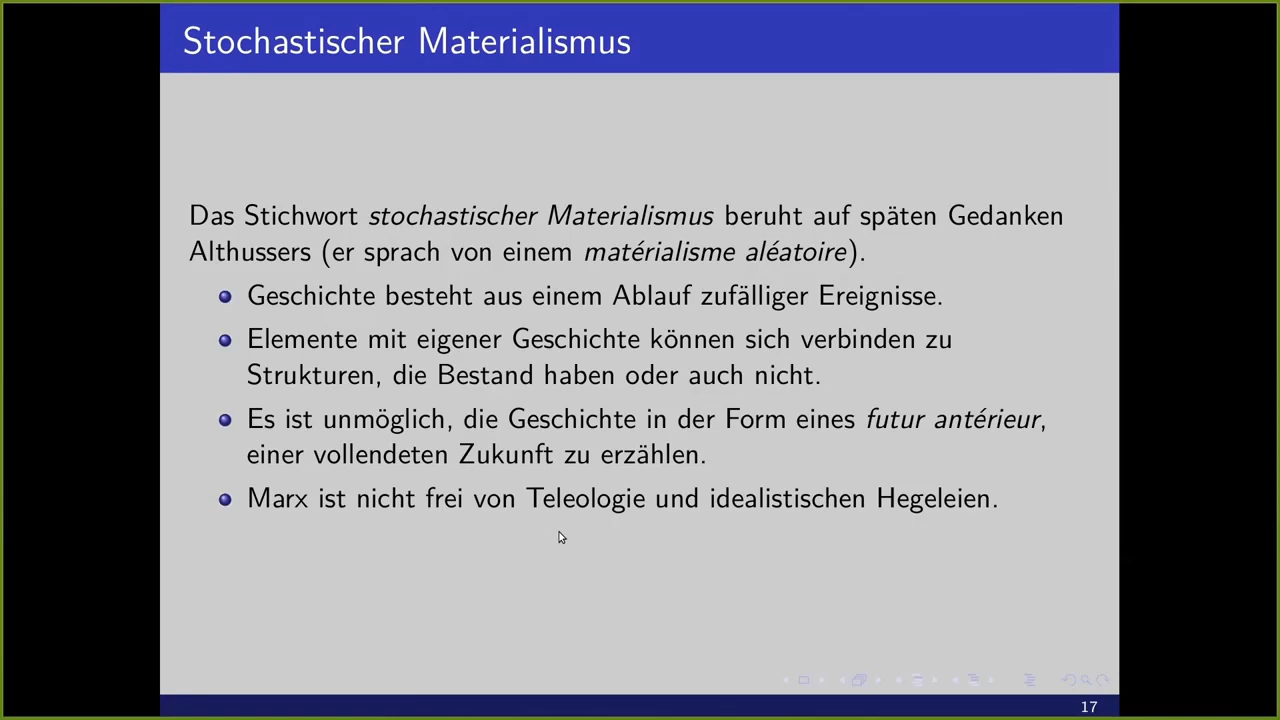 Stochastischer Materialismus
Das Stichwort stochastischer Materialismus beruht auf späten Gedanken
Althussers (er sprach von einem matérialisme aléatoire).
Geschichte besteht aus einem Ablauf zufälliger Ereignisse.
Elemente mit eigener Geschichte können sich verbinden zu
Strukturen, die Bestand haben oder auch nicht.
Es ist unmöglich, die Geschichte in der Form eines futur antérieur,
einer vollendeten Zukunft zu erzählen.
Marx ist nicht frei von Teleologie und idealistischen Hegeleien.
17